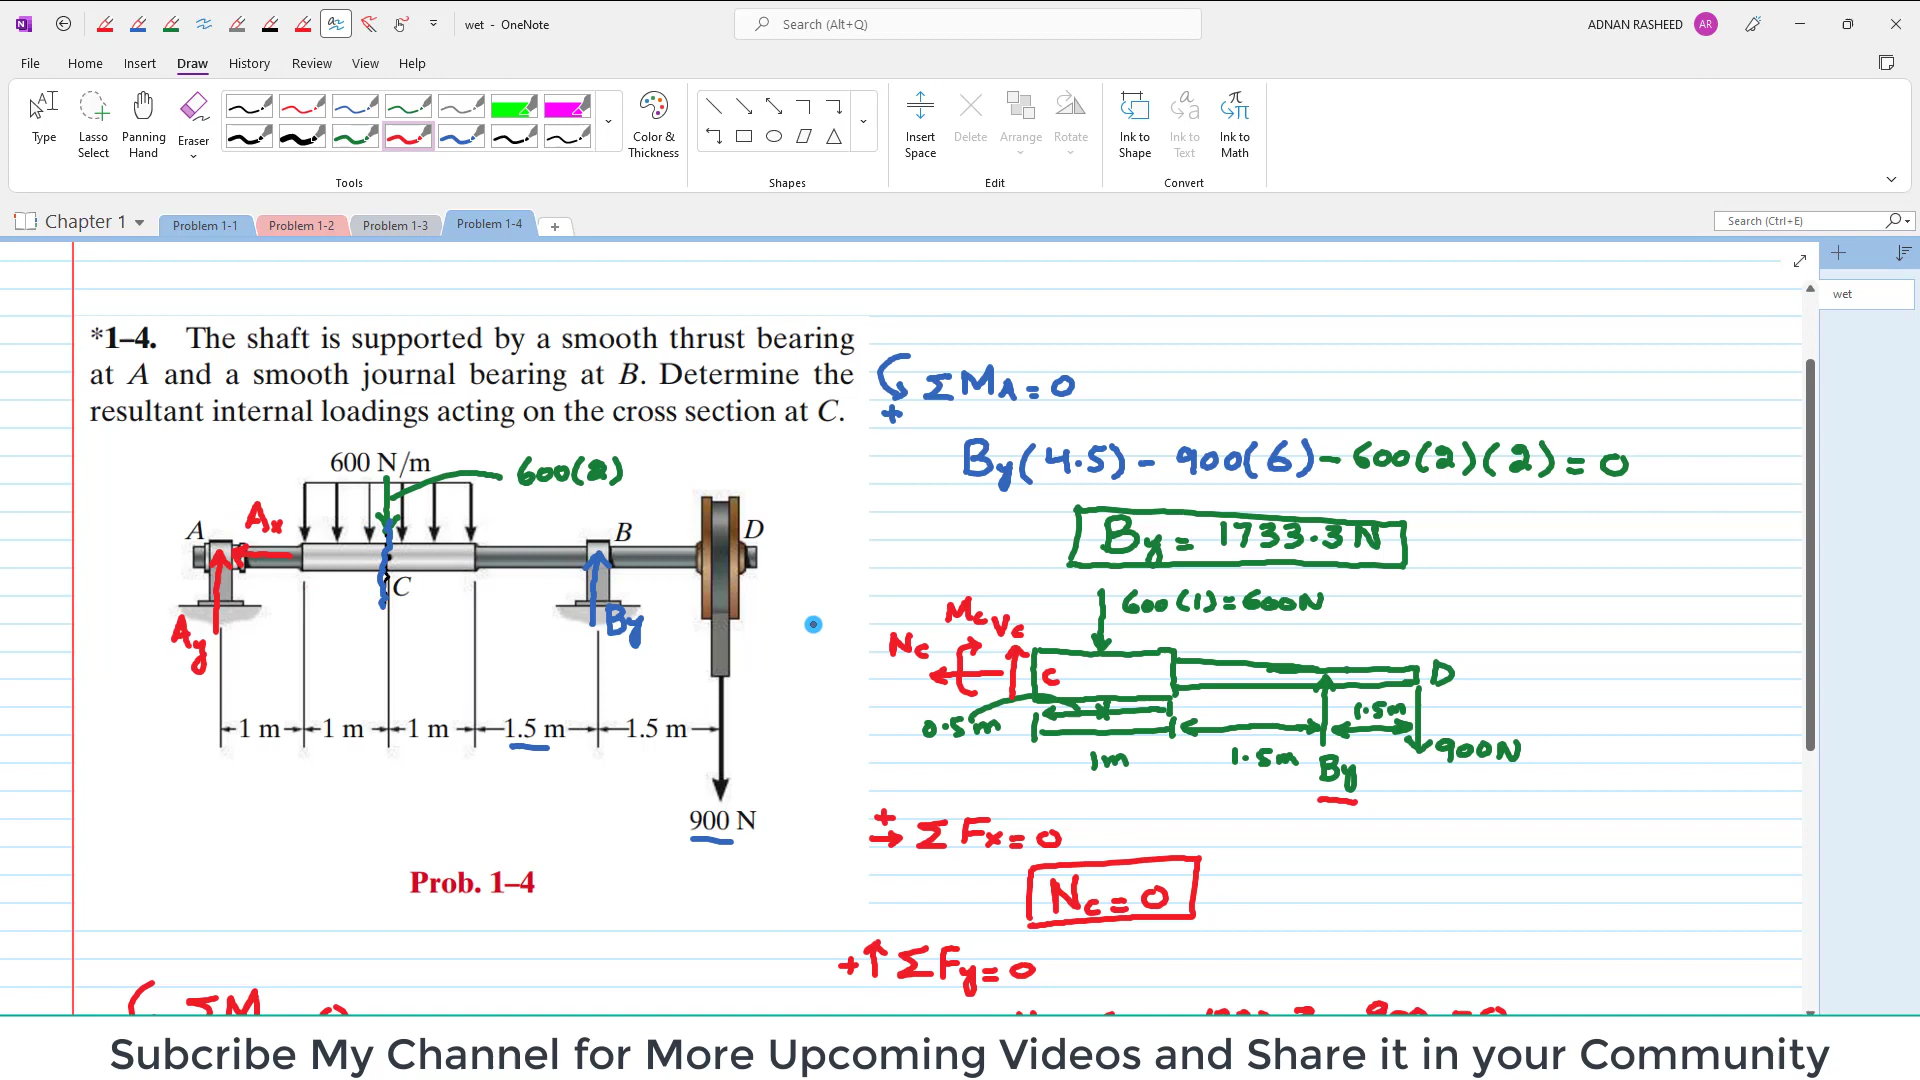 wet - OneNote
Search (Alt+Q)
ADNAN RASHEED AR
File Home Insert Draw History Review View Help
Type
Lasso Select
Panning Hand
Eraser
Color & Thickness
Insert Space
Delete
Arrange
Rotate
Ink to Shape
Ink to Text
Ink to Math
Tools
Shapes
Edit
Convert
Chapter 1
Problem 1-1
Problem 1-2
Problem 1-3
Problem 1-4
Search (Ctrl+E)
wet
*1–4. The shaft is supported by a smooth thrust bearing
at A and a smooth journal bearing at B. Determine the
resultant internal loadings acting on the cross section at C.
600 N/m
600(2)
A
Ax
B
D
C
Ay
By
1 m
1 m
1 m
1.5 m
1.5 m
900 N
Prob. 1–4
+ ΣMA = 0
By(4.5) - 900(6) - 600(2)(2) = 0
By = 1733.3 N
600(1) = 600N
Mc
Vc
Nc
C
D
0.5m
1m
1.5m
By
1.5m
900N
+ → ΣFx = 0
Nc = 0
+↑ ΣFy = 0
Subcribe My Channel for More Upcoming Videos and Share it in your Community